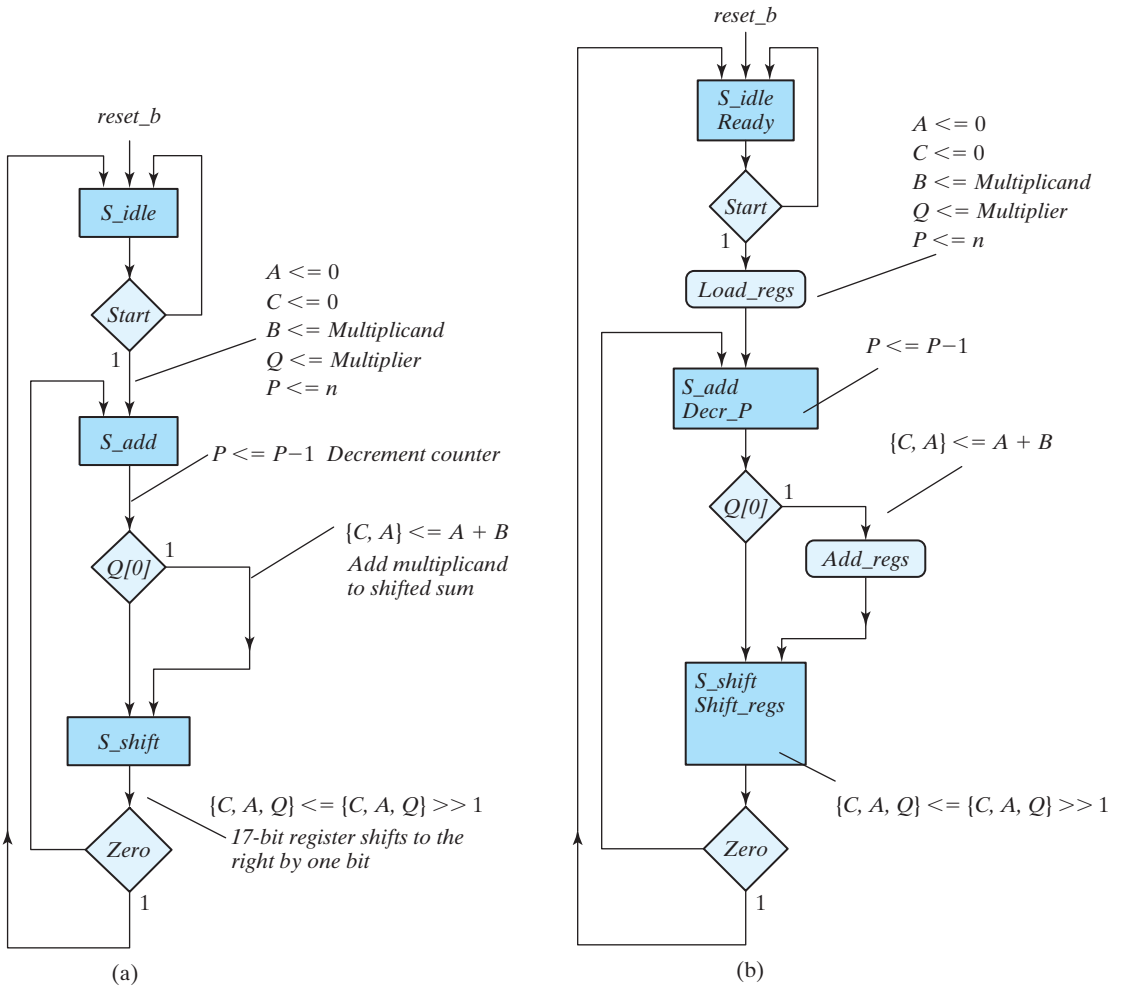 reset_b
S_idle
Start
1
A <= 0
C <= 0
B <= Multiplicand
Q <= Multiplier
P <= n
S_add
P <= P−1 Decrement counter
Q[0]
1
{C, A} <= A + B
Add multiplicand
to shifted sum
S_shift
{C, A, Q} <= {C, A, Q} >> 1
17-bit register shifts to the
right by one bit
Zero
1
(a)
reset_b
S_idle
Ready
Start
1
A <= 0
C <= 0
B <= Multiplicand
Q <= Multiplier
P <= n
Load_regs
P <= P−1
S_add
Decr_P
{C, A} <= A + B
Q[0]
1
Add_regs
S_shift
Shift_regs
{C, A, Q} <= {C, A, Q} >> 1
Zero
1
(b)